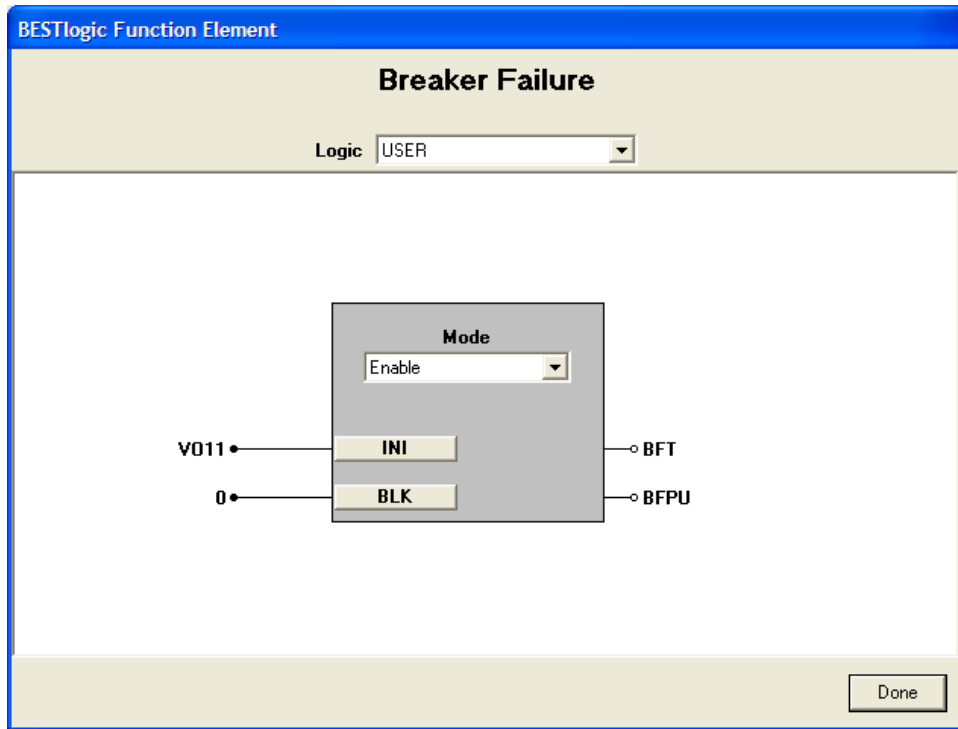 BESTlogic Function Element
Breaker Failure
Logic USER
Mode
Enable
VO11 INI BFT
0 BLK BFPU
Done